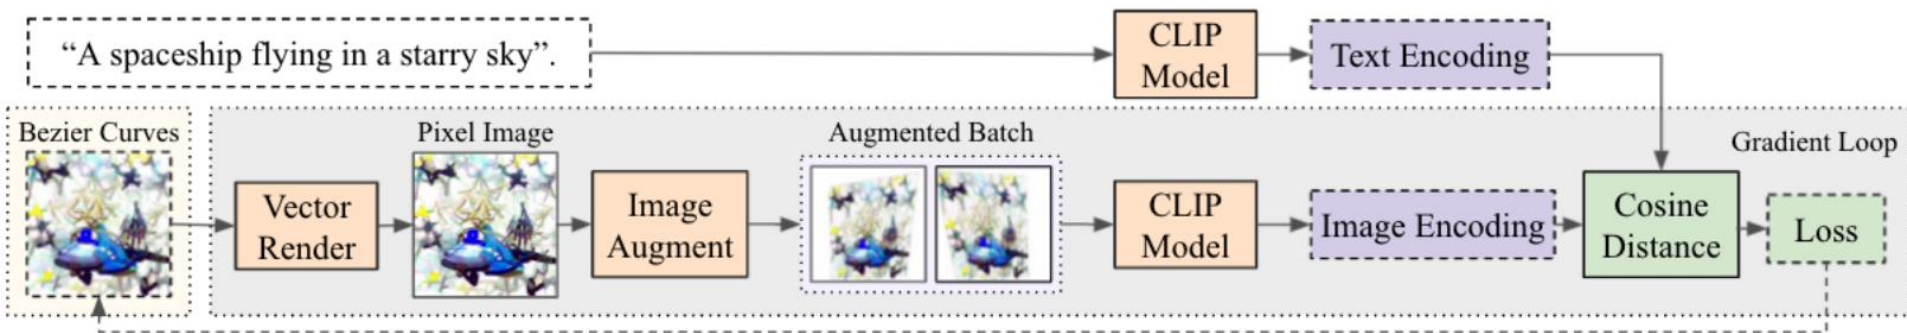 “A spaceship flying in a starry sky”.
CLIP
Model
Text Encoding
Bezier Curves
Pixel Image
Augmented Batch
Gradient Loop
Vector
Render
Image
Augment
CLIP
Model
Image Encoding
Cosine
Distance
Loss